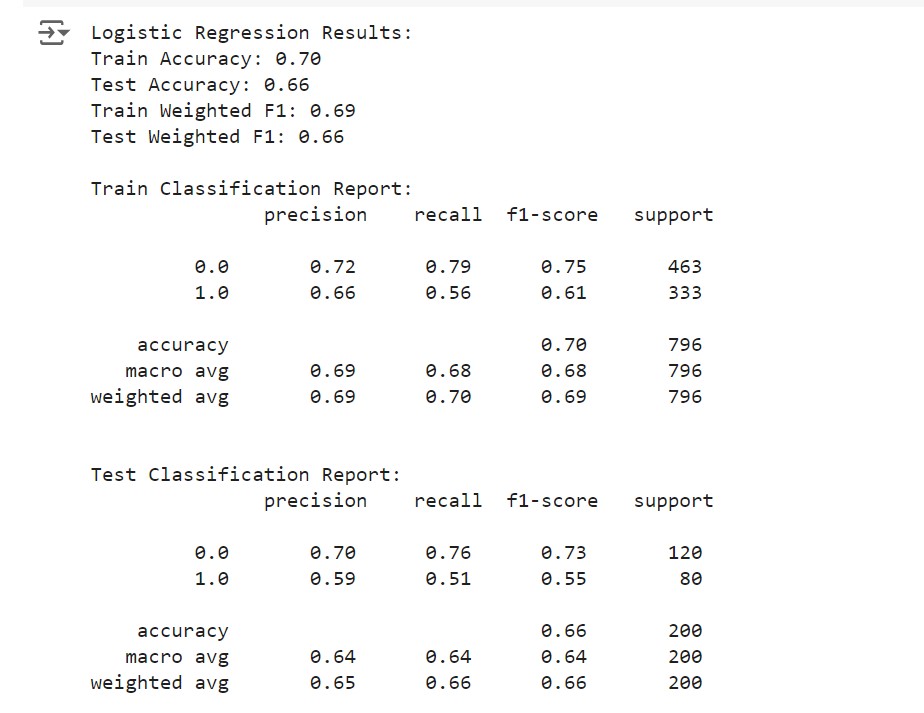 Logistic Regression Results:
Train Accuracy: 0.70
Test Accuracy: 0.66
Train Weighted F1: 0.69
Test Weighted F1: 0.66
Train Classification Report:
precision recall f1-score support
0.0 0.72 0.79 0.75 463
1.0 0.66 0.56 0.61 333
accuracy 0.70 796
macro avg 0.69 0.68 0.68 796
weighted avg 0.69 0.70 0.69 796
Test Classification Report:
precision recall f1-score support
0.0 0.70 0.76 0.73 120
1.0 0.59 0.51 0.55 80
accuracy 0.66 200
macro avg 0.64 0.64 0.64 200
weighted avg 0.65 0.66 0.66 200